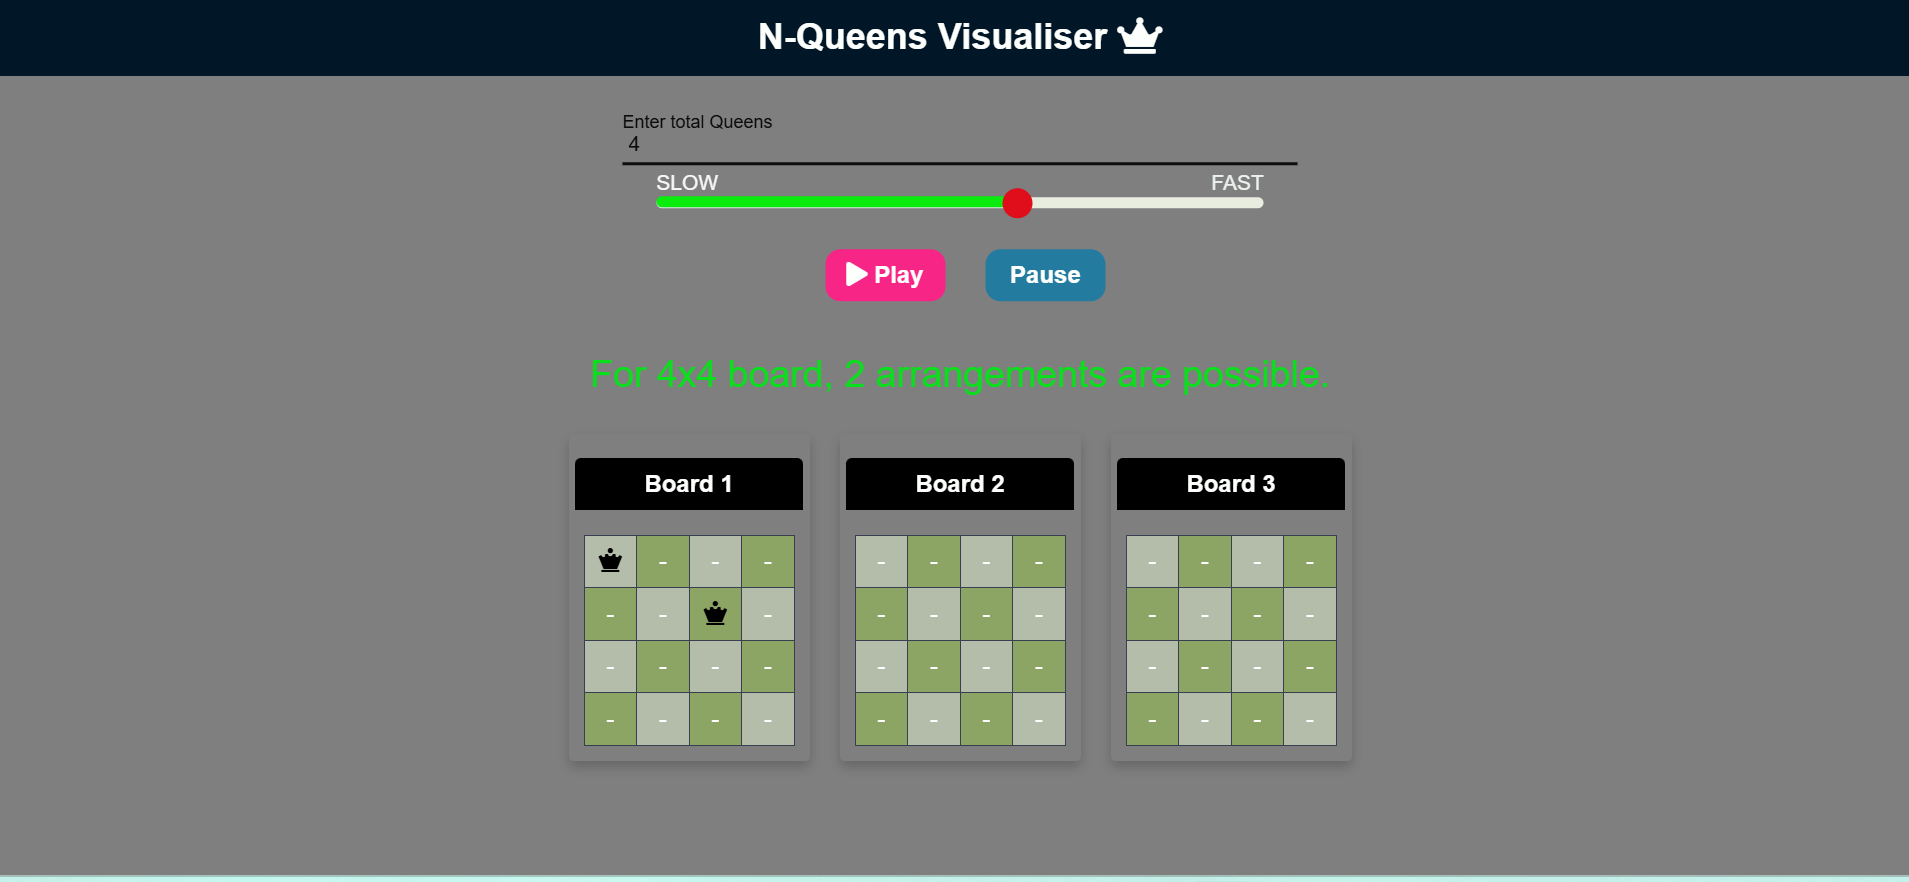 N-Queens Visualiser
Enter total Queens
4
SLOW FAST
Play Pause
For 4x4 board, 2 arrangements are possible.
Board 1 Board 2 Board 3
- - - - - - - - - - -
- - - - - - - - - - -
- - - - - - - - - - - -
- - - - - - - - - - - -